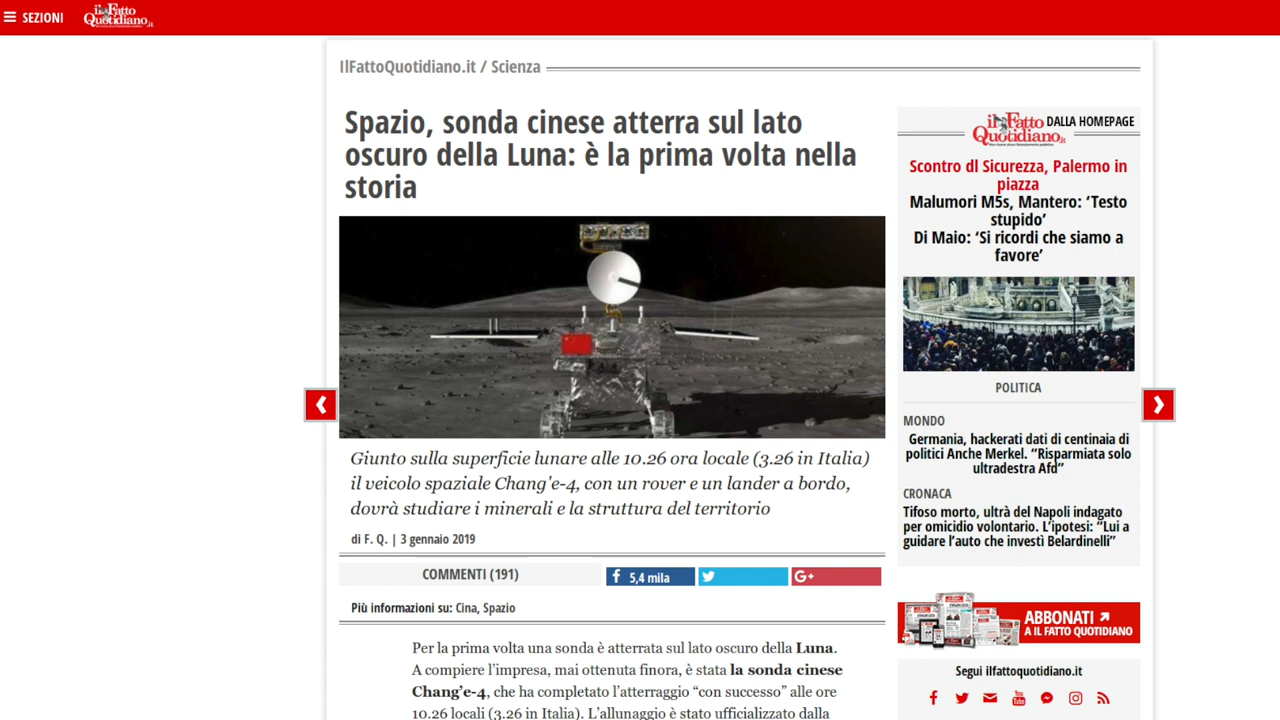 SEZIONI
il Fatto
Quotidiano.it
IlFattoQuotidiano.it / Scienza
Spazio, sonda cinese atterra sul lato
oscuro della Luna: è la prima volta nella
storia
Giunto sulla superficie lunare alle 10.26 ora locale (3.26 in Italia)
il veicolo spaziale Chang'e-4, con un rover e un lander a bordo,
dovrà studiare i minerali e la struttura del territorio
di F. Q. | 3 gennaio 2019
COMMENTI (191)
5,4 mila
Più informazioni su: Cina, Spazio
Per la prima volta una sonda è atterrata sul lato oscuro della Luna.
A compiere l’impresa, mai ottenuta finora, è stata la sonda cinese
Chang’e-4, che ha completato l’atterraggio “con successo” alle ore
10.26 locali (3.26 in Italia). L’allunaggio è stato ufficializzato dalla
il Fatto
Quotidiano.it
DALLA HOMEPAGE
Scontro dl Sicurezza, Palermo in
piazza
Malumori M5s, Mantero: ‘Testo
stupido’
Di Maio: ‘Si ricordi che siamo a
favore’
POLITICA
MONDO
Germania, hackerati dati di centinaia di
politici Anche Merkel. “Risparmiata solo
ultradestra Afd”
CRONACA
Tifoso morto, ultrà del Napoli indagato
per omicidio volontario. L’ipotesi: “Lui a
guidare l’auto che investì Belardinelli”
ABBONATI
A IL FATTO QUOTIDIANO
Segui ilfattoquotidiano.it